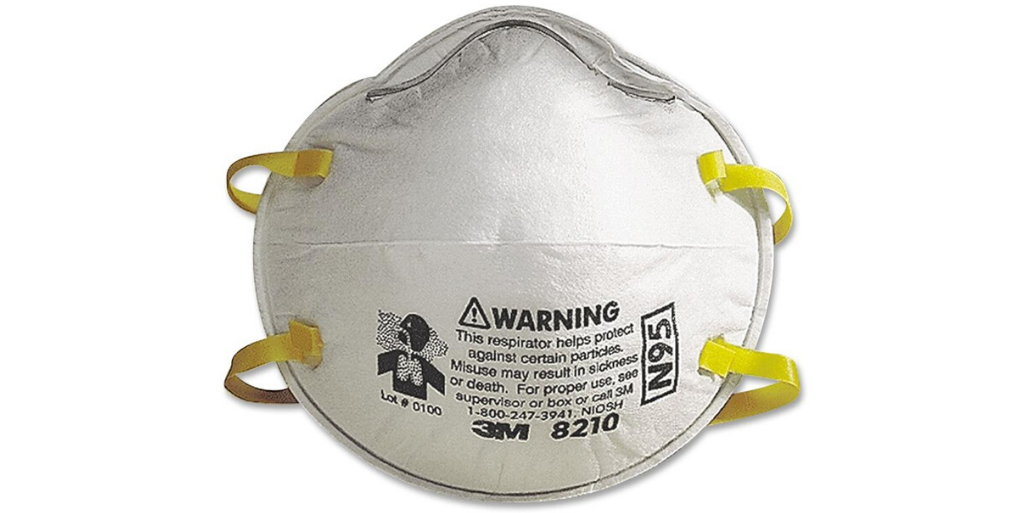 WARNING
This respirator helps protect
against certain particles.
Misuse may result in sickness
or death. For proper use, see
supervisor or box or call 3M
1-800-247-3941, NIOSH
3M 8210
N95
Lot # 0100